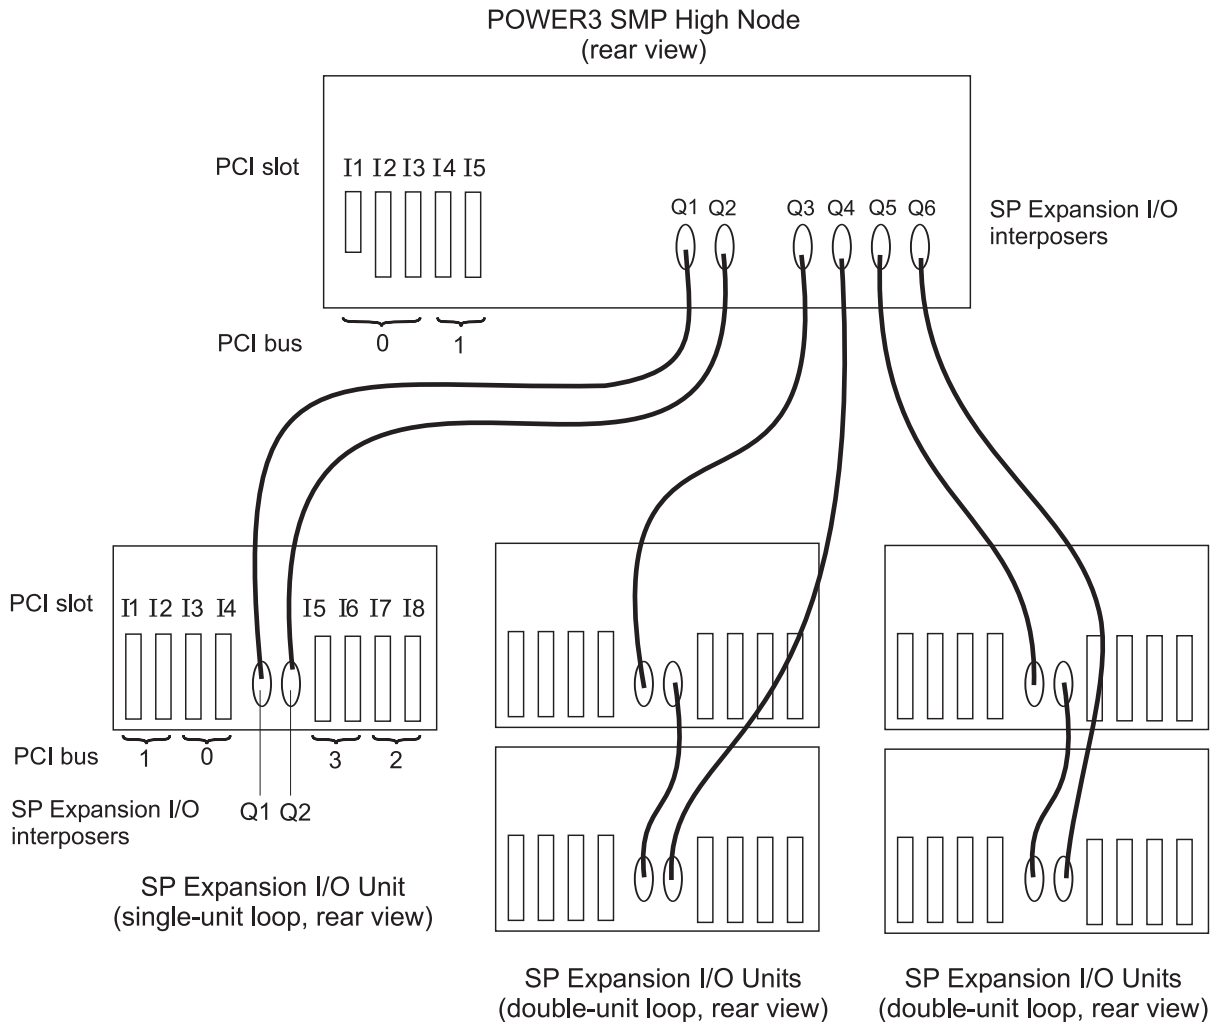 POWER3 SMP High Node
(rear view)
PCI slot
I1 I2 I3 I4 I5
Q1 Q2 Q3 Q4 Q5 Q6
SP Expansion I/O
interposers
PCI bus
0 1
PCI slot
I1 I2 I3 I4 I5 I6 I7 I8
PCI bus
1 0 3 2
SP Expansion I/O
interposers
Q1 Q2
SP Expansion I/O Unit
(single-unit loop, rear view)
SP Expansion I/O Units
(double-unit loop, rear view)
SP Expansion I/O Units
(double-unit loop, rear view)